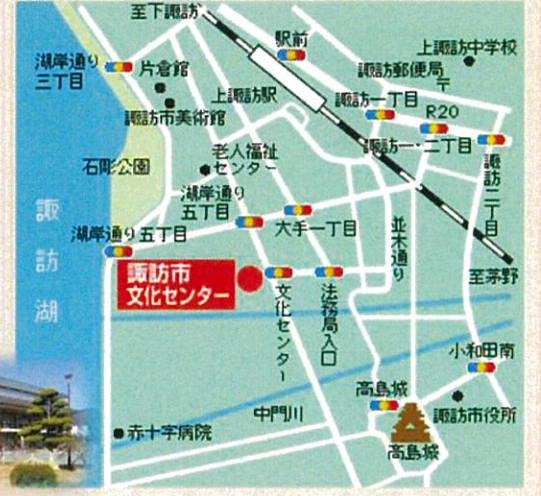 至下諏訪
駅前
上諏訪中学校
湖岸通り
三丁目
片倉館
諏訪郵便局
〒
上諏訪駅
諏訪一丁目
R20
諏訪市美術館
諏訪一・二丁目
老人福祉
センター
石彫公園
諏訪二丁目
湖岸通り
五丁目
諏訪湖
湖岸通り五丁目
大手一丁目
並木通り
諏訪市
文化センター
至茅野
文化センター
法務局入口
小和田南
高島城
中門川
諏訪市役所
赤十字病院
高島城